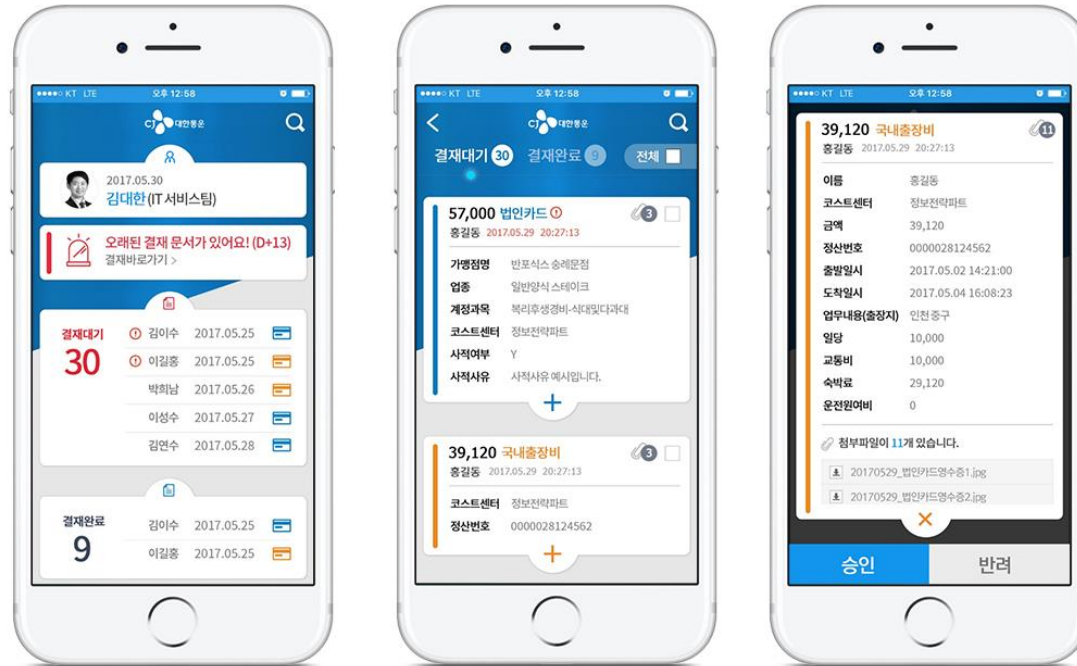 KT LTE 오후 12:58
CJ 대한통운
2017.05.30
김대한(IT 서비스팀)
오래된 결재 문서가 있어요! (D+13)
결재바로가기 >
결재대기
30
김이수 2017.05.25
이길홍 2017.05.25
박희남 2017.05.26
이성수 2017.05.27
김연수 2017.05.28
결재완료
9
김이수 2017.05.25
이길홍 2017.05.25
KT LTE 오후 12:58
CJ 대한통운
결재대기 30 결재완료 9 전체
57,000 법인카드 3
홍길동 2017.05.29 20:27:13
가맹점명 반포식스 숭례문점
업종 일반양식 스테이크
계정과목 복리후생경비-식대및다과대
코스트센터 정보전략파트
사적여부 Y
사적사유 사적사유 예시입니다.
39,120 국내출장비 3
홍길동 2017.05.29 20:27:13
코스트센터 정보전략파트
정산번호 0000028124562
KT LTE 오후 12:58
39,120 국내출장비 11
홍길동 2017.05.29 20:27:13
이름 홍길동
코스트센터 정보전략파트
금액 39,120
정산번호 0000028124562
출발일시 2017.05.02 14:21:00
도착일시 2017.05.04 16:08:23
업무내용(출장지) 인천 중구
일당 10,000
교통비 10,000
숙박료 29,120
운전원여비 0
첨부파일이 11개 있습니다.
20170529_법인카드영수증1.jpg
20170529_법인카드영수증2.jpg
승인 반려